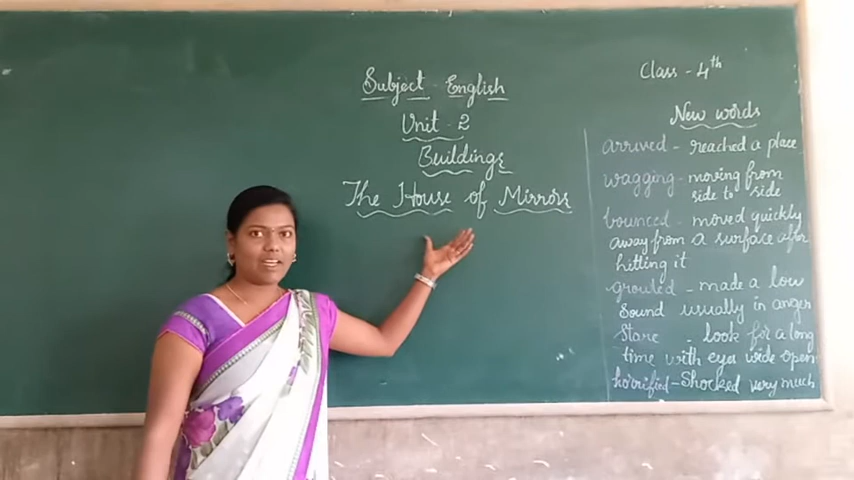 Subject - English
Unit - 2
Buildings
The House of Mirrors
Class - 4th
New words
arrived - reached a place
wagging - moving from
side to side
bounced - moved quickly
away from a surface after
hitting it
growled - made a low
sound usually in anger
stare - look for a long
time with eyes wide open
horrified - Shocked very much